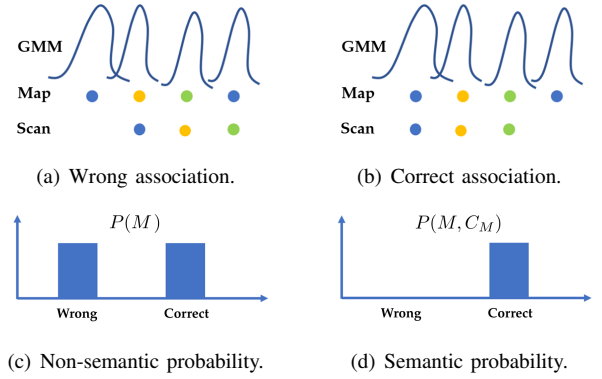 GMM
Map
Scan
(a) Wrong association.
GMM
Map
Scan
(b) Correct association.
P(M)
Wrong Correct
(c) Non-semantic probability.
P(M, C_M)
Wrong Correct
(d) Semantic probability.